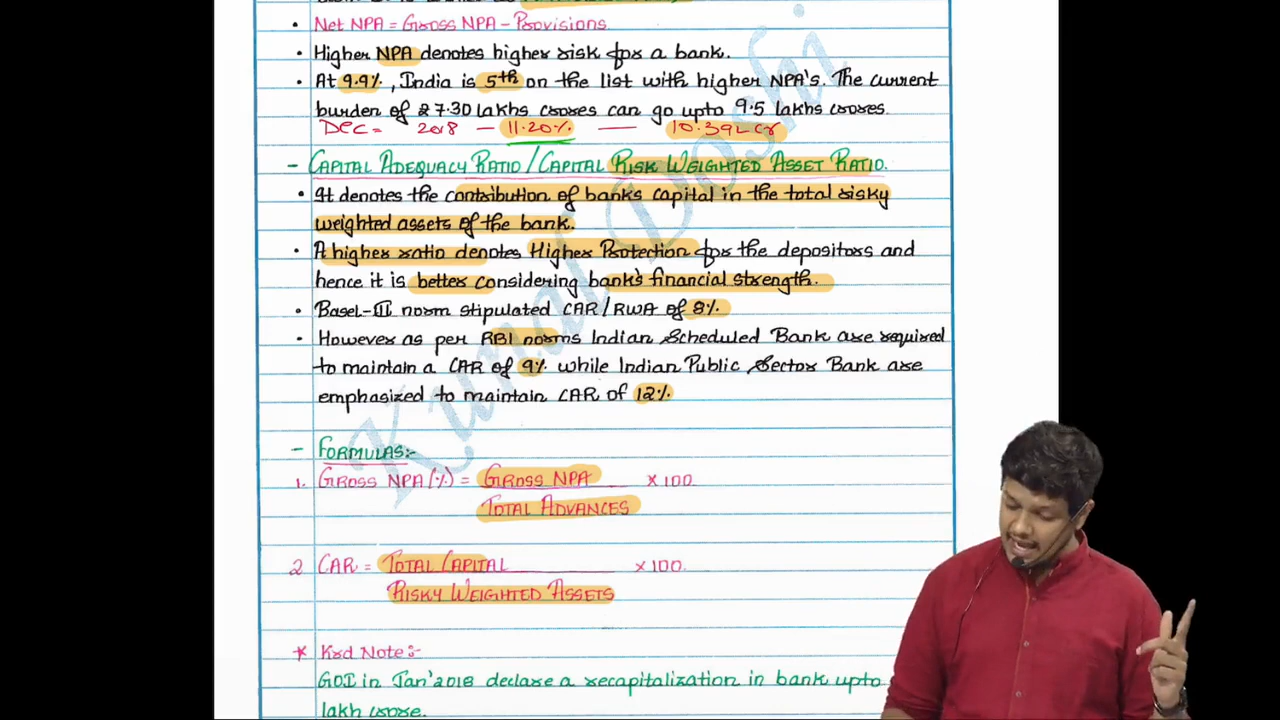 • Net NPA = Gross NPA - Provisions.
• Higher NPA denotes higher risk for a bank.
• At 9.9%, India is 5th on the list with higher NPA's. The current
burden of ₹7.30 lakhs crores can go upto 9.5 lakhs crores.
Dec = 2018 - 11.20% — 10.39L Cr
- CAPITAL ADEQUACY RATIO / CAPITAL RISK WEIGHTED ASSET RATIO.
• It denotes the contribution of banks capital in the total risky
weighted assets of the bank.
• A higher ratio denotes Higher Protection for the depositors and
hence it is better considering bank's financial strength.
• Basel-III norm stipulated CAR/RWA of 8%.
• However as per RBI norms Indian Scheduled Bank are required
to maintain a CAR of 9% while Indian Public Sector Bank are
emphasized to maintain CAR of 12%
- FORMULAS:-
1. GROSS NPA (%) = GROSS NPA x 100
TOTAL ADVANCES
2 CAR = TOTAL CAPITAL x 100.
RISKY WEIGHTED ASSETS
* Krd Note:-
GOI in Jan'2018 declare a recapitalization in bank upto
lakh crore.
Kunal Doshi